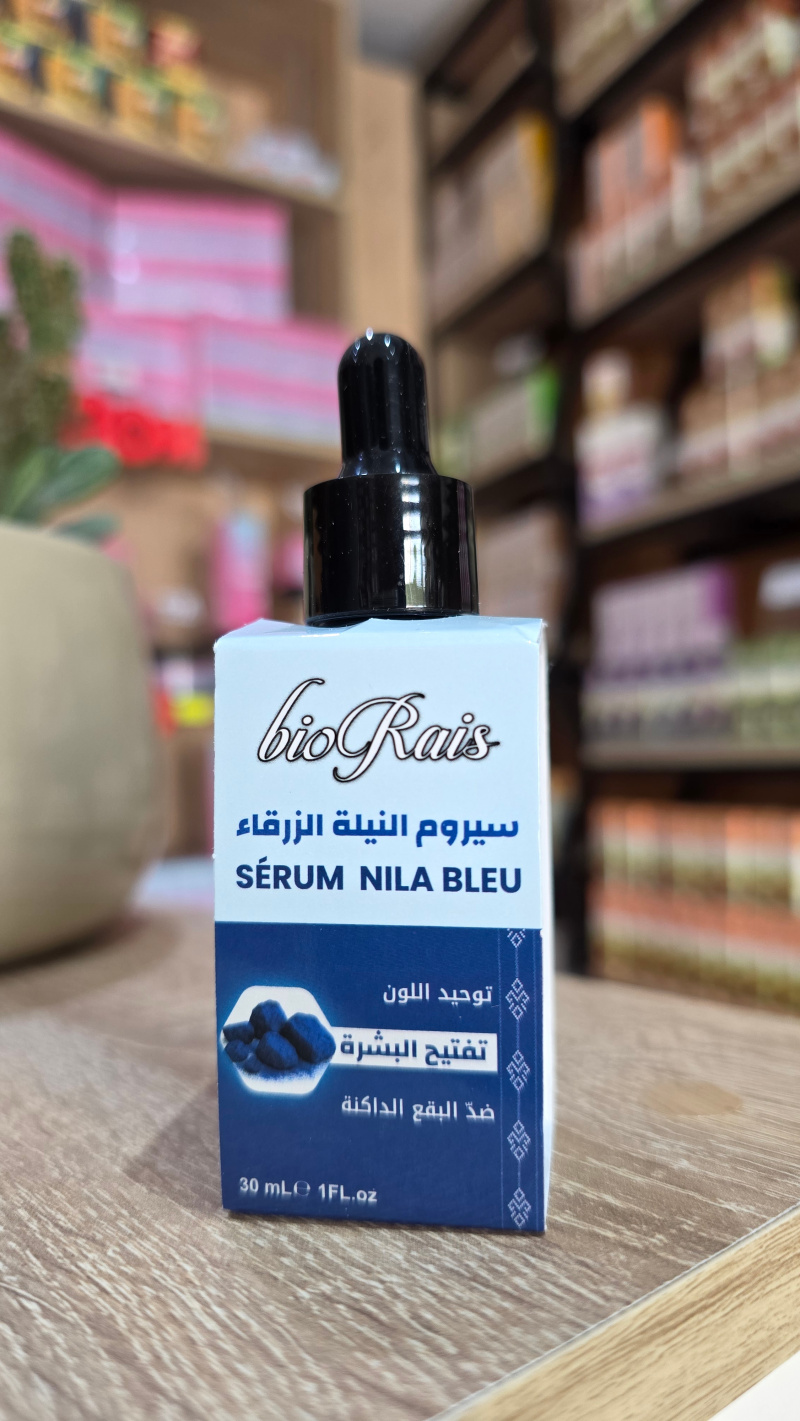 bioRais
سيروم النيلة الزرقاء
SÉRUM NILA BLEU
توحيد اللون
تفتيح البشرة
ضدّ البقع الداكنة
30 mL℮ 1FL.oz